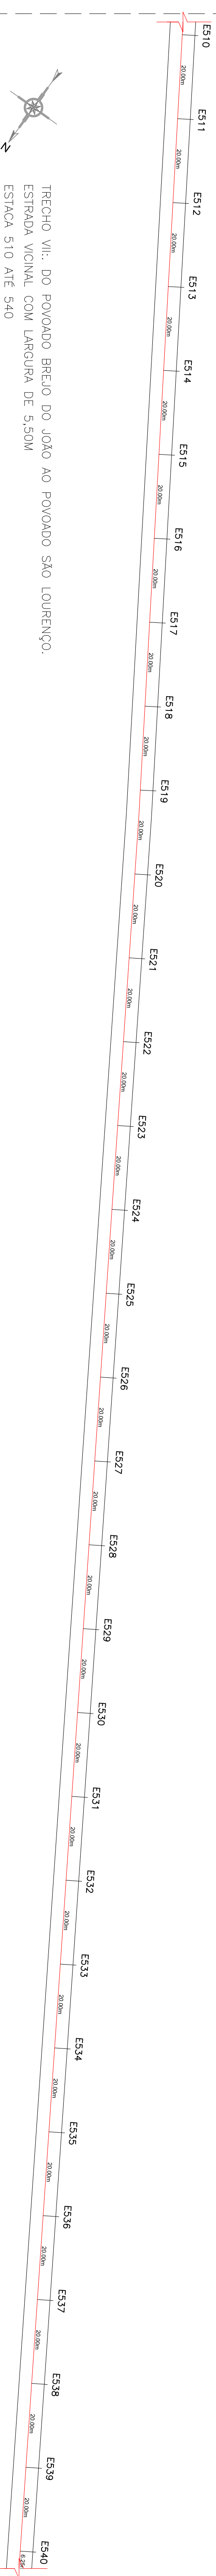 E510
20.00m
E511
20.00m
E512
20.00m
E513
20.00m
E514
20.00m
E515
20.00m
E516
20.00m
E517
20.00m
E518
20.00m
E519
20.00m
E520
20.00m
E521
20.00m
E522
20.00m
E523
20.00m
E524
20.00m
E525
20.00m
E526
20.00m
E527
20.00m
E528
20.00m
E529
20.00m
E530
20.00m
E531
20.00m
E532
20.00m
E533
20.00m
E534
20.00m
E535
20.00m
E536
20.00m
E537
20.00m
E538
20.00m
E539
20.00m
E540
N
TRECHO VII:. DO POVOADO BREJO DO JOÃO AO POVOADO SÃO LOURENÇO.
ESTRADA VICINAL COM LARGURA DE 5,50M
ESTACA 510 ATÉ 540